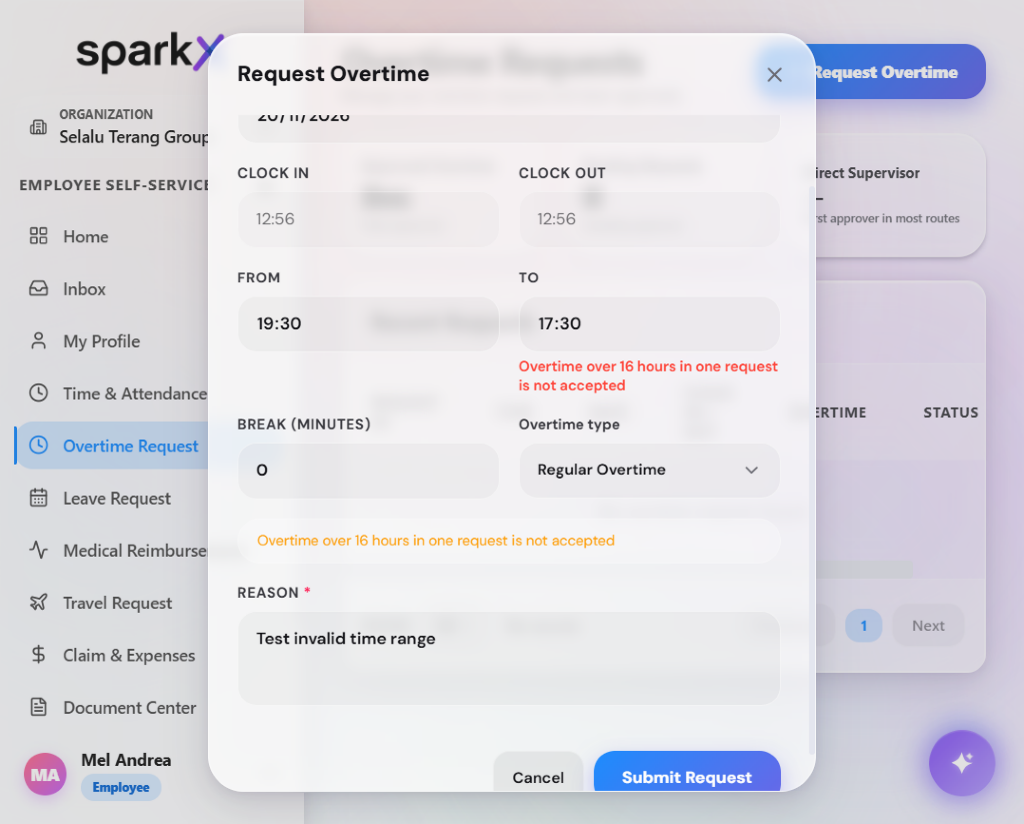 sparkX
ORGANIZATION
Selalu Terang Group
EMPLOYEE SELF-SERVICE
Home
Inbox
My Profile
Time & Attendance
Overtime Request
Leave Request
Medical Reimburse
Travel Request
Claim & Expenses
Document Center
MA
Mel Andrea
Employee
Request Overtime
20/11/2026
CLOCK IN
CLOCK OUT
12:56
12:56
FROM
TO
19:30
17:30
Overtime over 16 hours in one request
is not accepted
BREAK (MINUTES)
Overtime type
0
Regular Overtime
Overtime over 16 hours in one request is not accepted
REASON *
Test invalid time range
Cancel
Submit Request
Request Overtime
irect Supervisor
–
rst approver in most routes
ERTIME
STATUS
1
Next